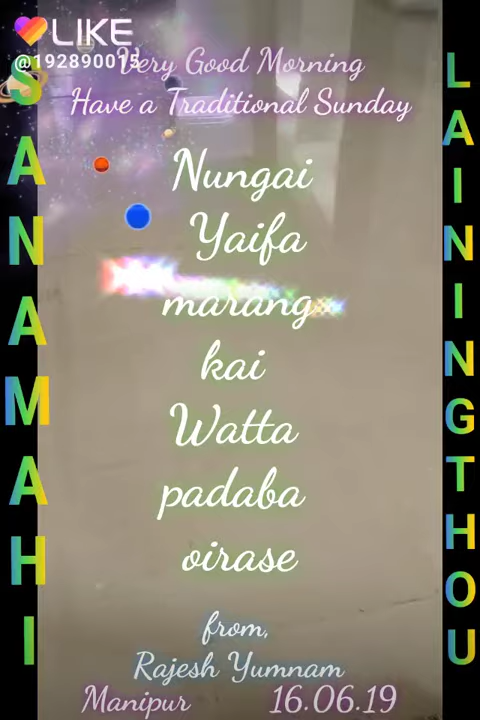 LIKE
@192890015
Very Good Morning
Have a Traditional Sunday
SANAMAHI
LAININGTHOU
Nungai
Yaifa
marang
kai
Watta
padaba
oirase
from,
Rajesh Yumnam
Manipur 16.06.19